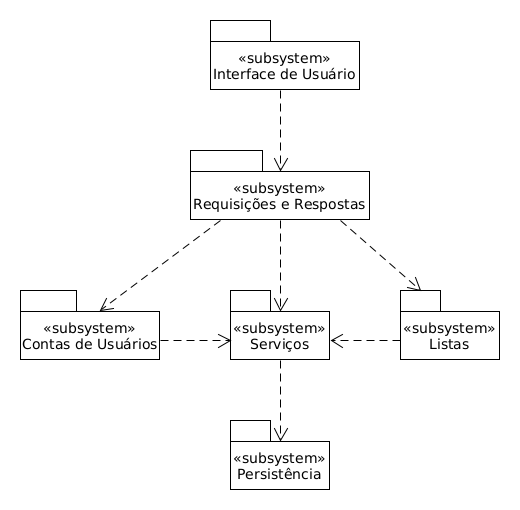 «subsystem»
Interface de Usuário
«subsystem»
Requisições e Respostas
«subsystem»
Contas de Usuários
«subsystem»
Serviços
«subsystem»
Listas
«subsystem»
Persistência